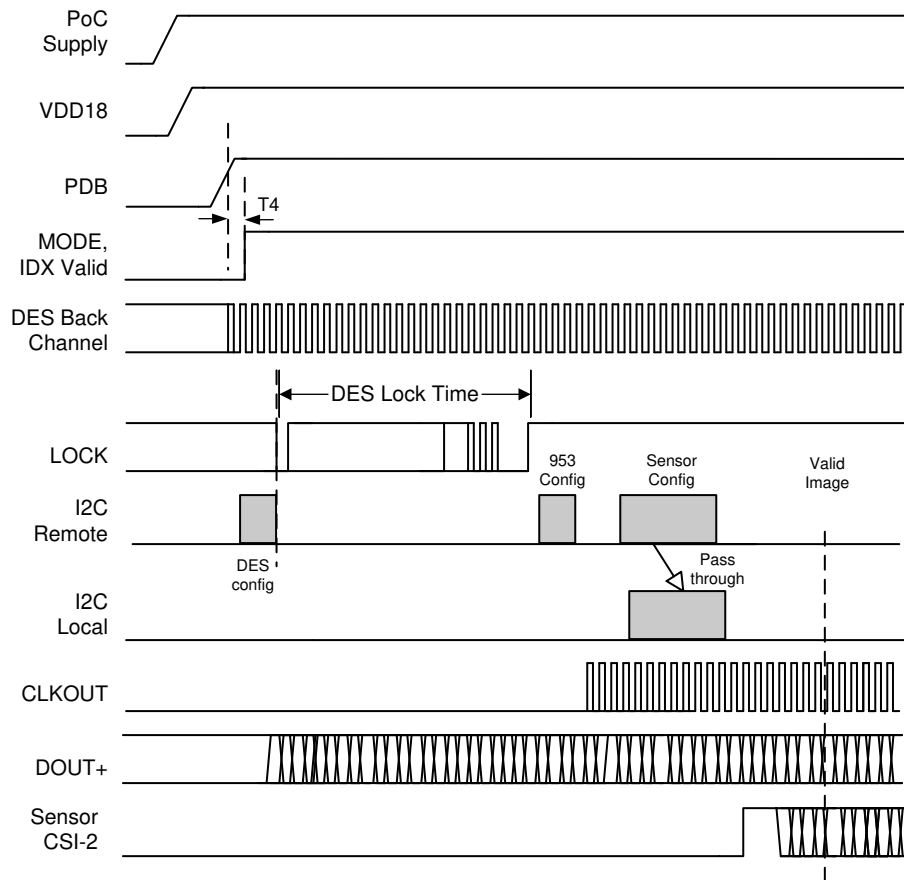 PoC
Supply
VDD18
PDB
T4
MODE,
IDX Valid
DES Back
Channel
DES Lock Time
LOCK
953
Config
Sensor
Config
Valid
Image
I2C
Remote
DES
config
Pass
through
I2C
Local
CLKOUT
DOUT+
Sensor
CSI-2